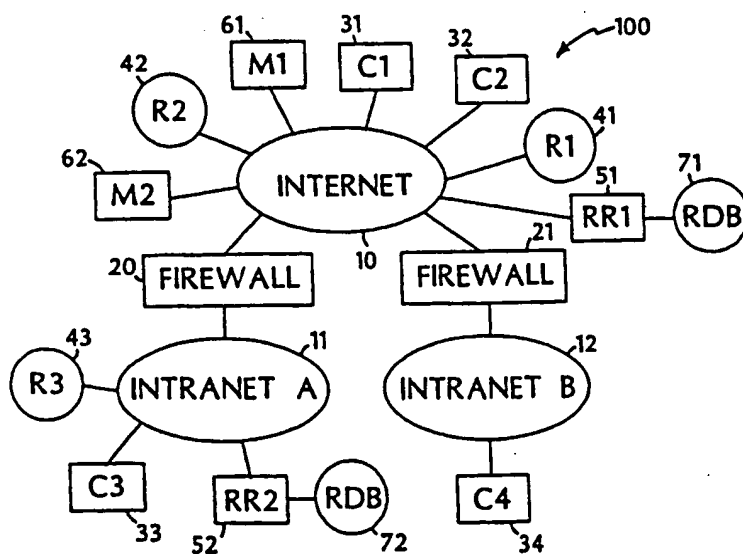 61
31
32
100
42
M1
C1
C2
R2
41
62
R1
INTERNET
51
71
M2
RR1
RDB
20
10
21
FIREWALL
FIREWALL
43
11
12
R3
INTRANET A
INTRANET B
C3
RR2
RDB
C4
33
52
72
34